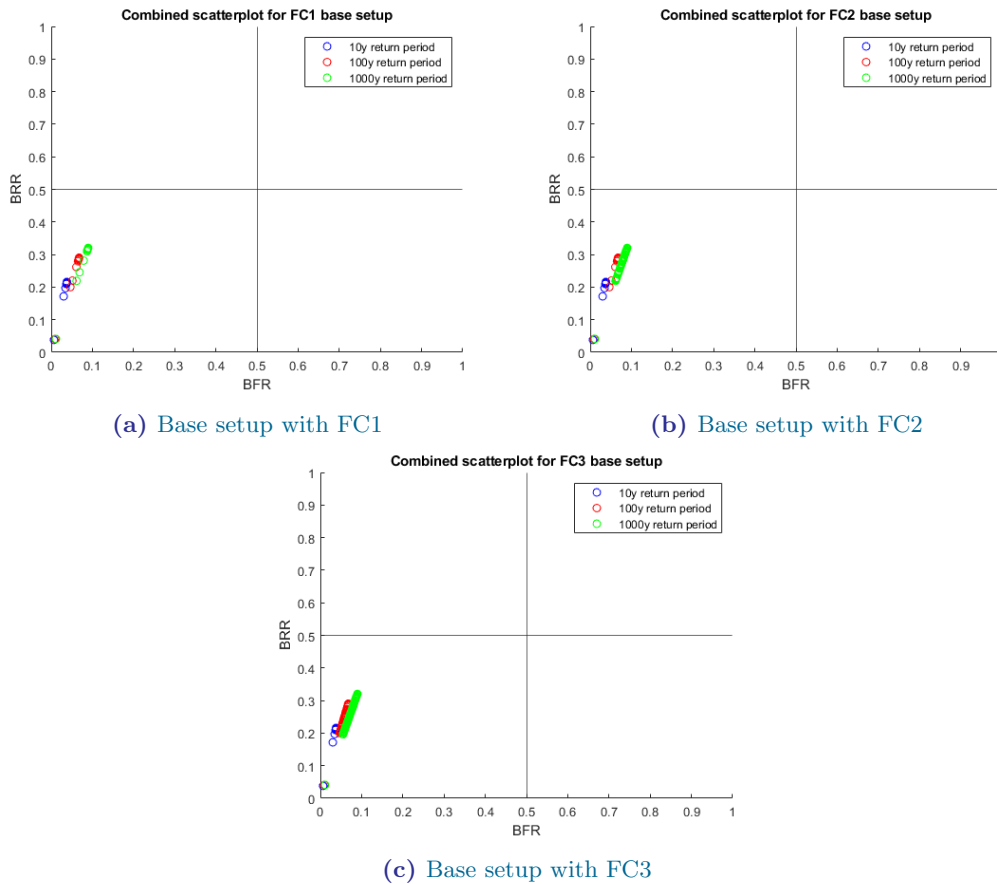 Combined scatterplot for FC1 base setup
1
0.9
0.8
0.7
0.6
0.5
0.4
0.3
0.2
0.1
0
BRR
10y return period
100y return period
1000y return period
0 0.1 0.2 0.3 0.4 0.5 0.6 0.7 0.8 0.9 1
BFR
(a) Base setup with FC1
Combined scatterplot for FC2 base setup
1
0.9
0.8
0.7
0.6
0.5
0.4
0.3
0.2
0.1
0
BRR
10y return period
100y return period
1000y return period
0 0.1 0.2 0.3 0.4 0.5 0.6 0.7 0.8 0.9
BFR
(b) Base setup with FC2
Combined scatterplot for FC3 base setup
1
0.9
0.8
0.7
0.6
0.5
0.4
0.3
0.2
0.1
0
BRR
10y return period
100y return period
1000y return period
0 0.1 0.2 0.3 0.4 0.5 0.6 0.7 0.8 0.9 1
BFR
(c) Base setup with FC3